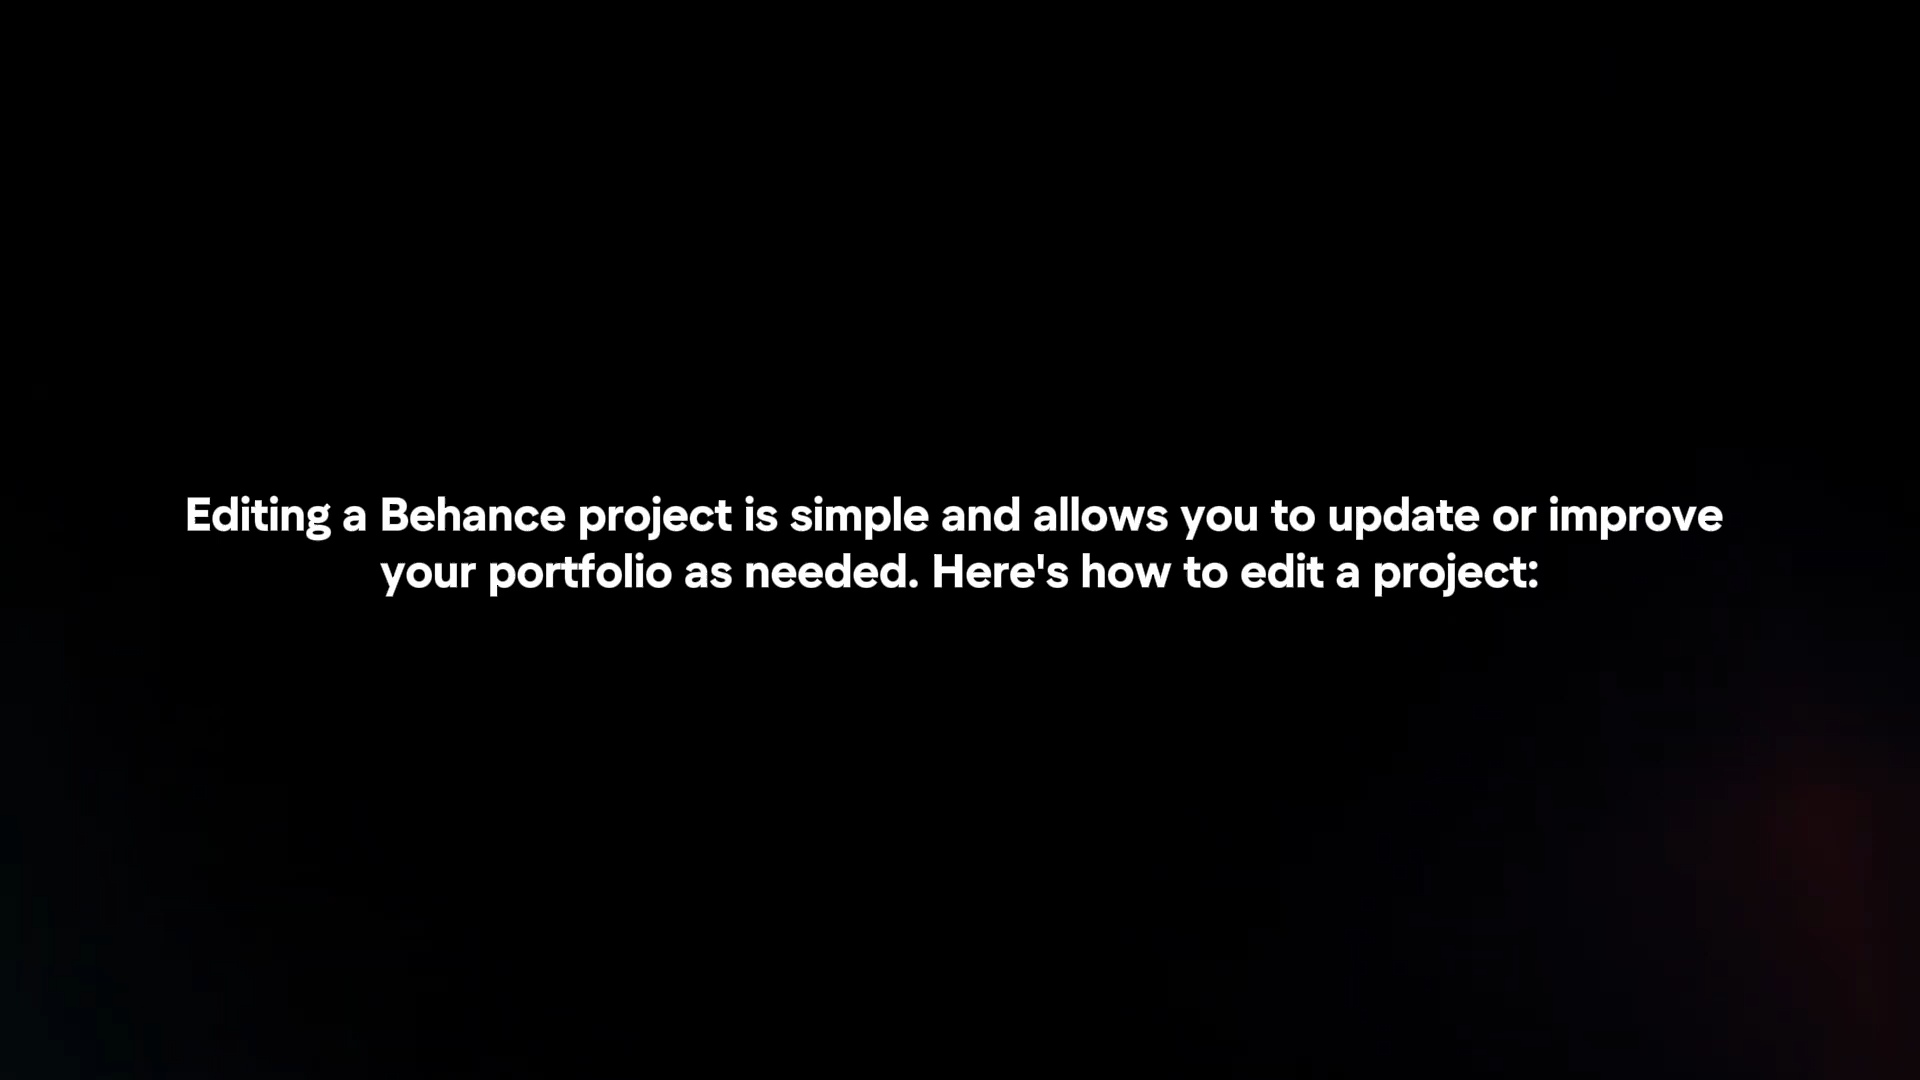 Editing a Behance project is simple and allows you to update or improve
your portfolio as needed. Here's how to edit a project: